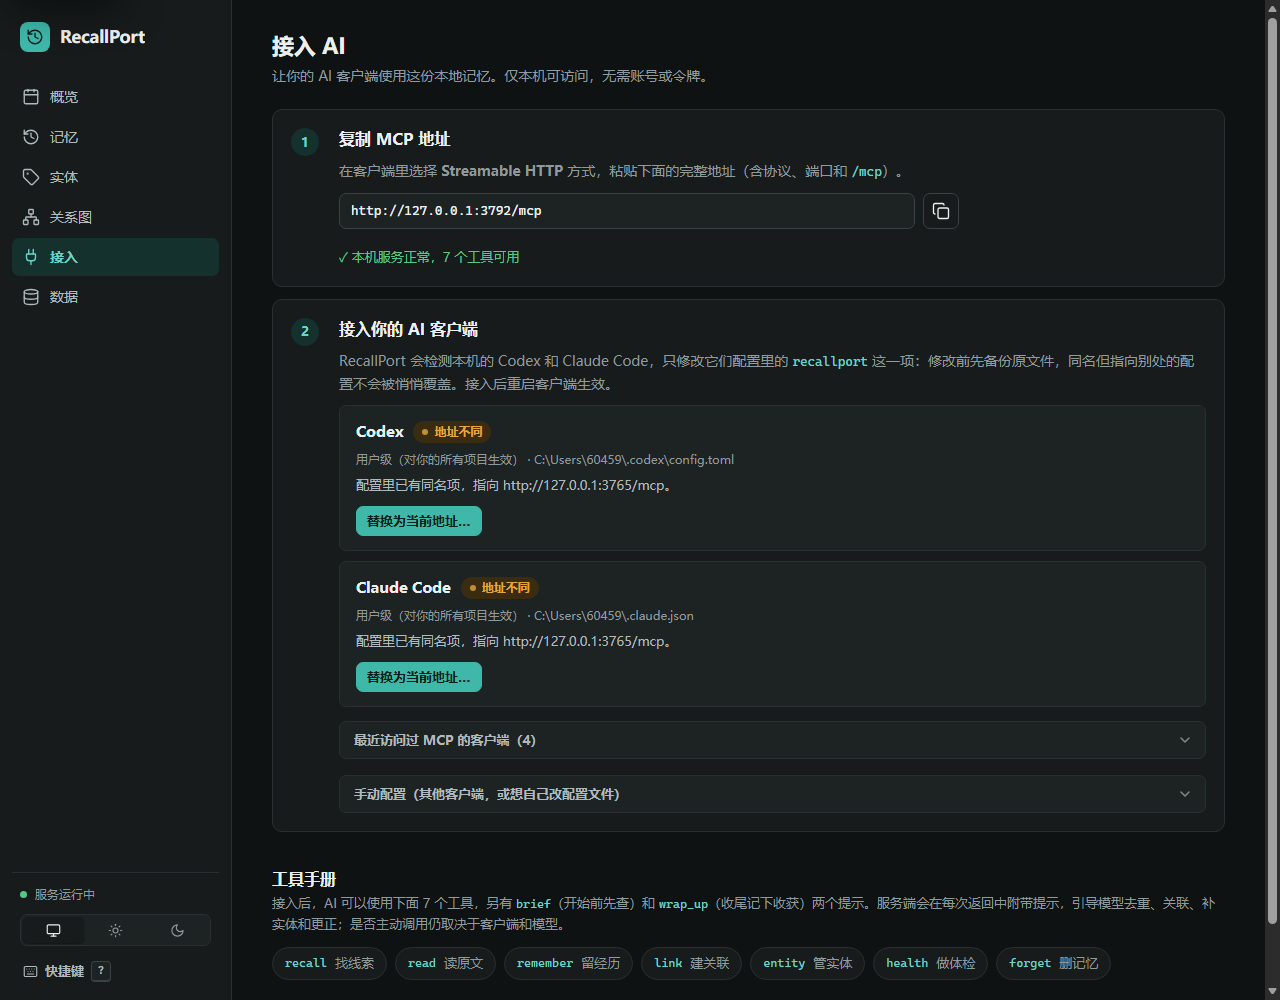 RecallPort
概览
记忆
实体
关系图
接入
数据
服务运行中
快捷键 ?
接入 AI
让你的 AI 客户端使用这份本地记忆。仅本机可访问，无需账号或令牌。
1 复制 MCP 地址
在客户端里选择 Streamable HTTP 方式，粘贴下面的完整地址（含协议、端口和 /mcp）。
http://127.0.0.1:3792/mcp
✓ 本机服务正常，7 个工具可用
2 接入你的 AI 客户端
RecallPort 会检测本机的 Codex 和 Claude Code，只修改它们配置里的 recallport 这一项：修改前先备份原文件，同名但指向别处的配
置不会被悄悄覆盖。接入后重启客户端生效。
Codex 地址不同
用户级（对你的所有项目生效） · C:\Users\60459\.codex\config.toml
配置里已有同名项，指向 http://127.0.0.1:3765/mcp。
替换为当前地址...
Claude Code 地址不同
用户级（对你的所有项目生效） · C:\Users\60459\.claude.json
配置里已有同名项，指向 http://127.0.0.1:3765/mcp。
替换为当前地址...
最近访问过 MCP 的客户端（4）
手动配置（其他客户端，或想自己改配置文件）
工具手册
接入后，AI 可以使用下面 7 个工具，另有 brief（开始前先查）和 wrap_up（收尾记下收获）两个提示。服务端会在每次返回中附带提示，引导模型去重、关联、补
实体和更正；是否主动调用仍取决于客户端和模型。
recall 找线索 read 读原文 remember 留经历 link 建关联 entity 管实体 health 做体检 forget 删记忆